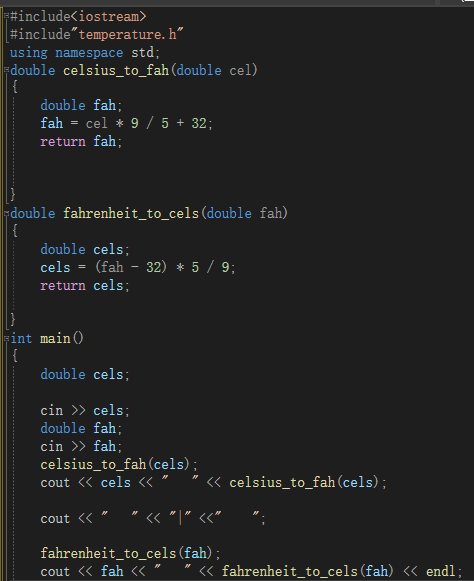 #include<iostream>
#include"temperature.h"
using namespace std;
double celsius_to_fah(double cel)
{
    double fah;
    fah = cel * 9 / 5 + 32;
    return fah;
}
double fahrenheit_to_cels(double fah)
{
    double cels;
    cels = (fah - 32) * 5 / 9;
    return cels;
}
int main()
{
    double cels;
    cin >> cels;
    double fah;
    cin >> fah;
    celsius_to_fah(cels);
    cout << cels << "   " << celsius_to_fah(cels);
    cout << "   " << "|" <<"    ";
    fahrenheit_to_cels(fah);
    cout << fah << "   " << fahrenheit_to_cels(fah) << endl;